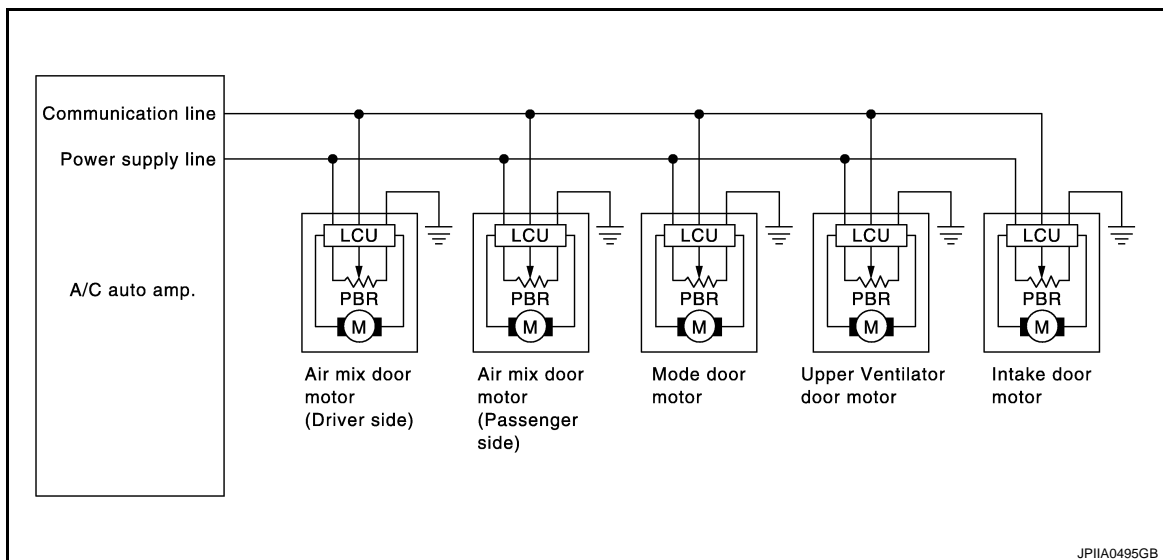 Communication line
Power supply line
A/C auto amp.
LCU
PBR
M
LCU
PBR
M
LCU
PBR
M
LCU
PBR
M
LCU
PBR
M
Air mix door
motor
(Driver side)
Air mix door
motor
(Passenger
side)
Mode door
motor
Upper Ventilator
door motor
Intake door
motor
JPIIA0495GB